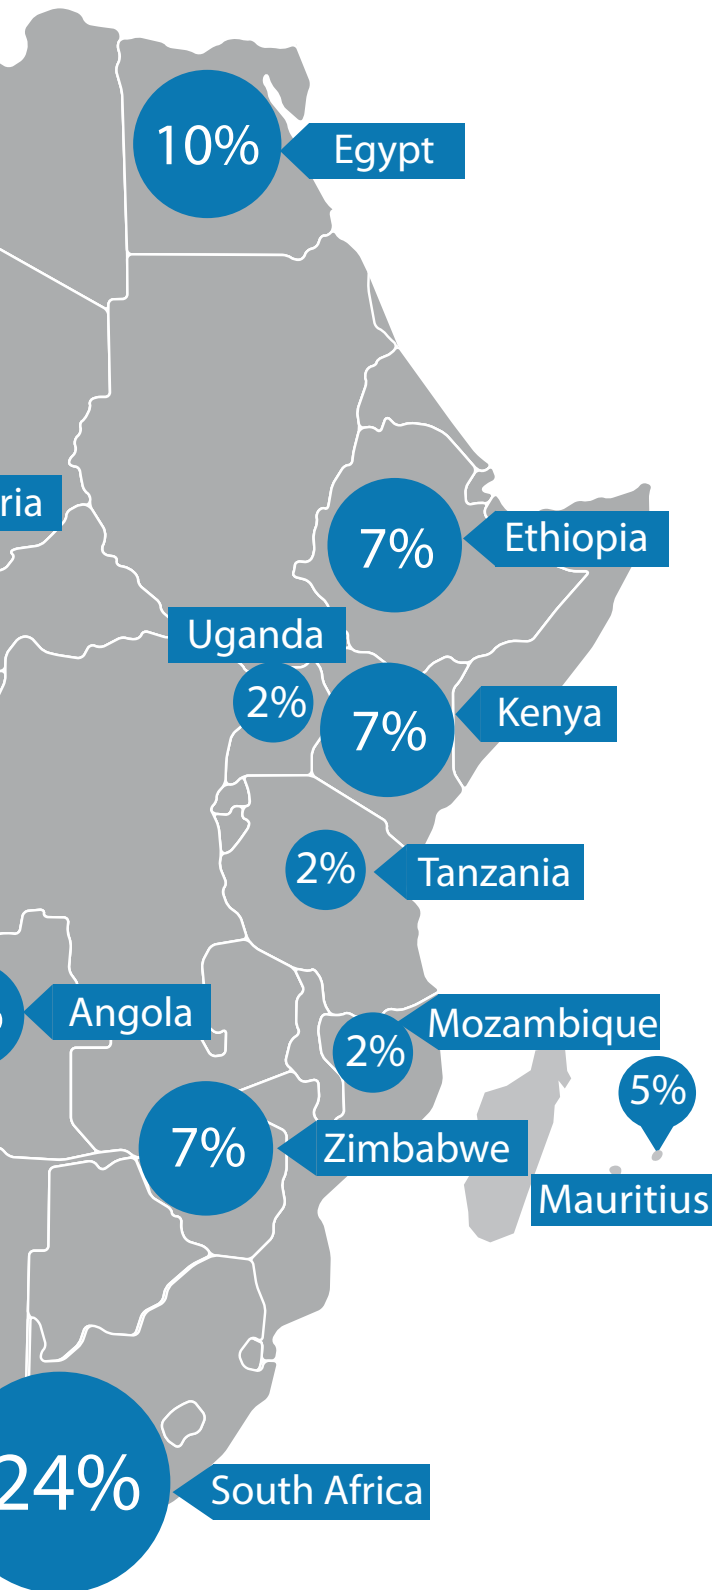 10%
Egypt
ria
7%
Ethiopia
Uganda
2%
7%
Kenya
2%
Tanzania
Angola
2%
Mozambique
5%
Mauritius
7%
Zimbabwe
24%
South Africa